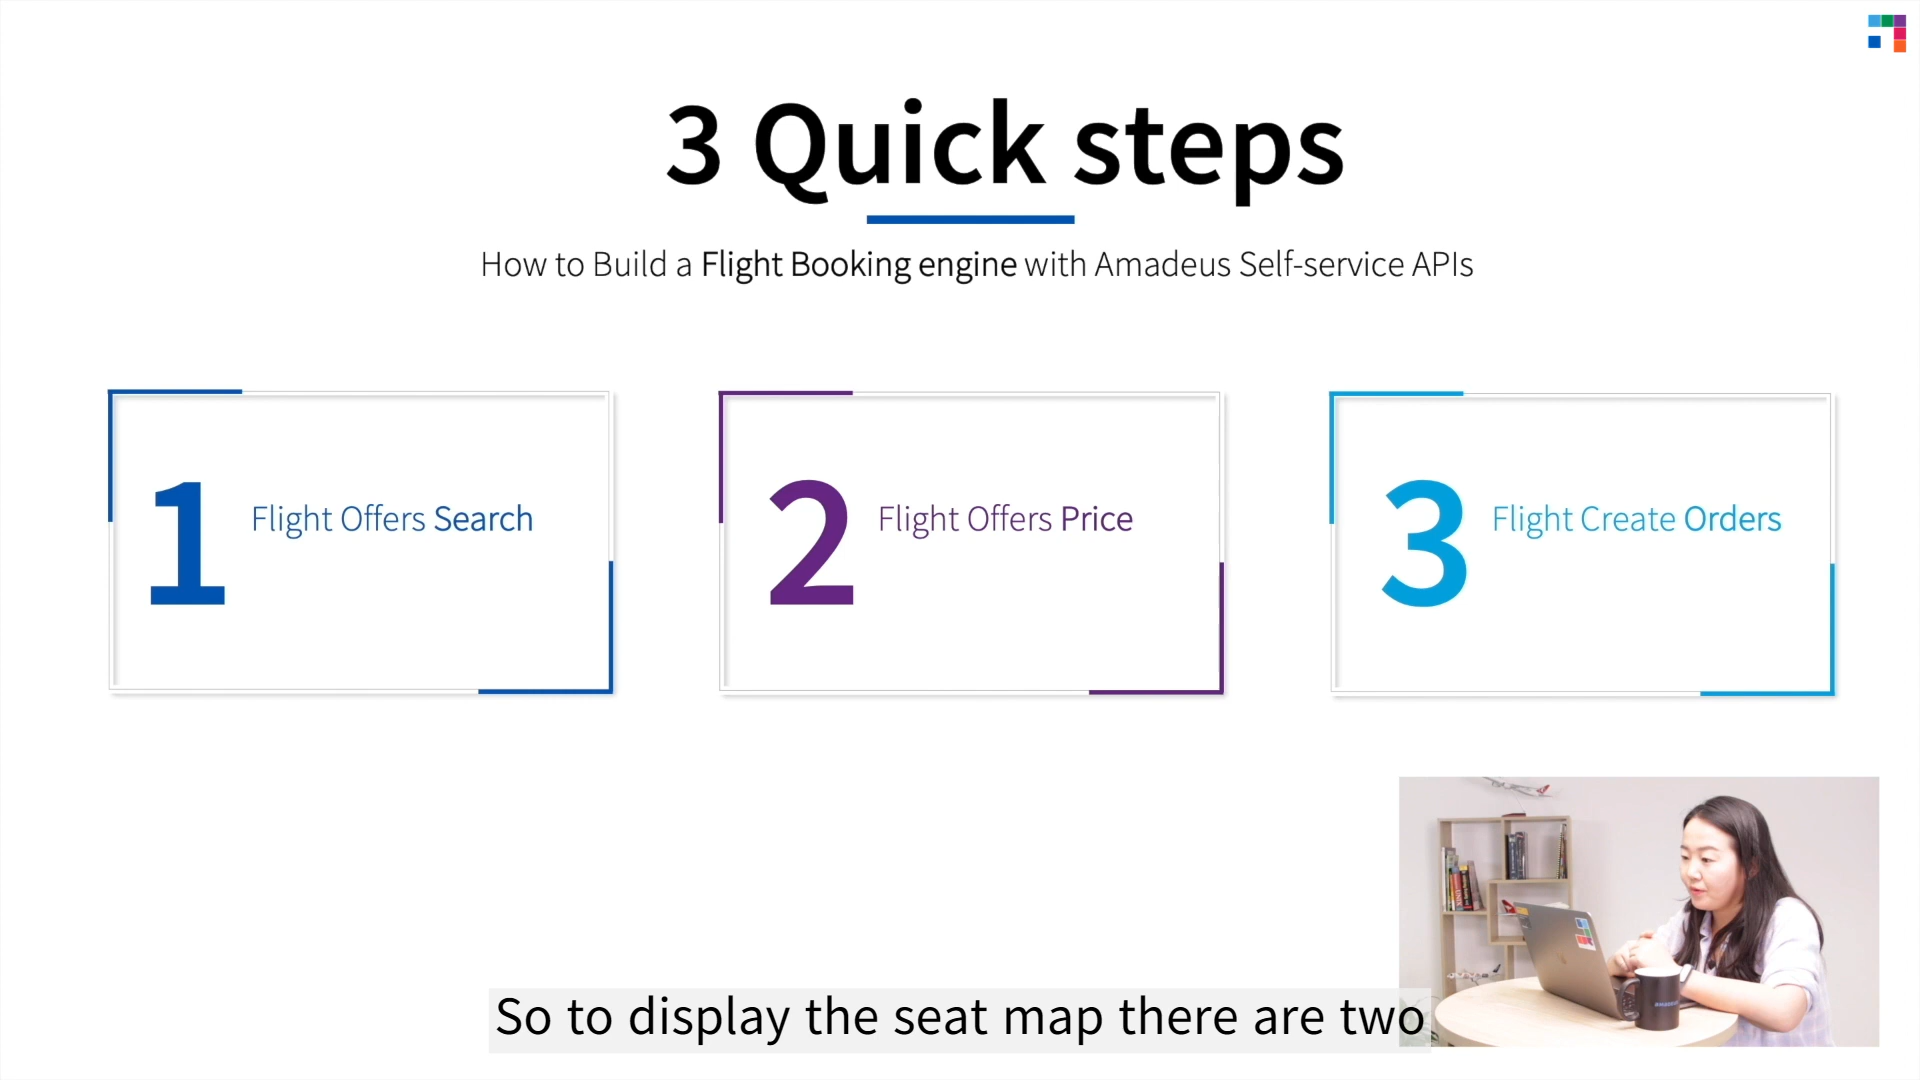 3 Quick steps
How to Build a Flight Booking engine with Amadeus Self-service APIs
1 Flight Offers Search
2 Flight Offers Price
3 Flight Create Orders
So to display the seat map there are two